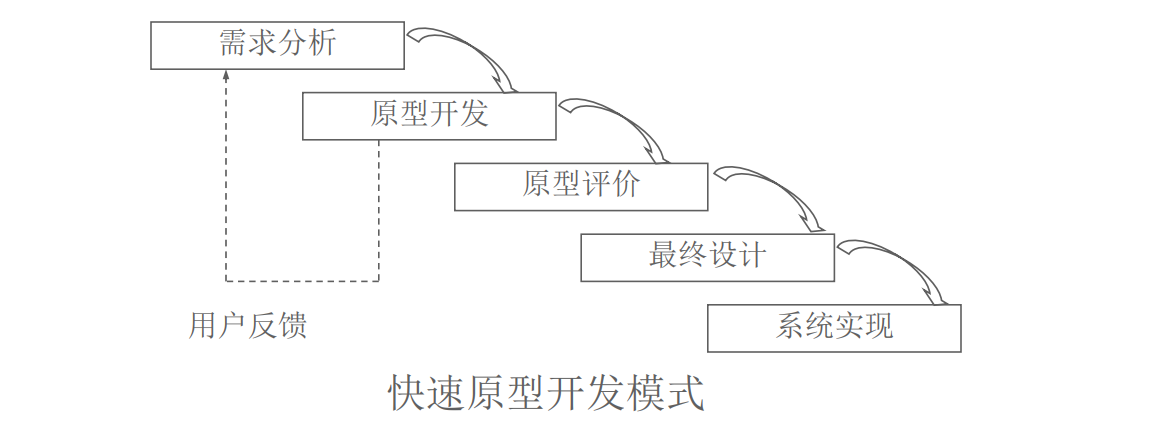 需求分析
原型开发
原型评价
最终设计
系统实现
用户反馈
快速原型开发模式